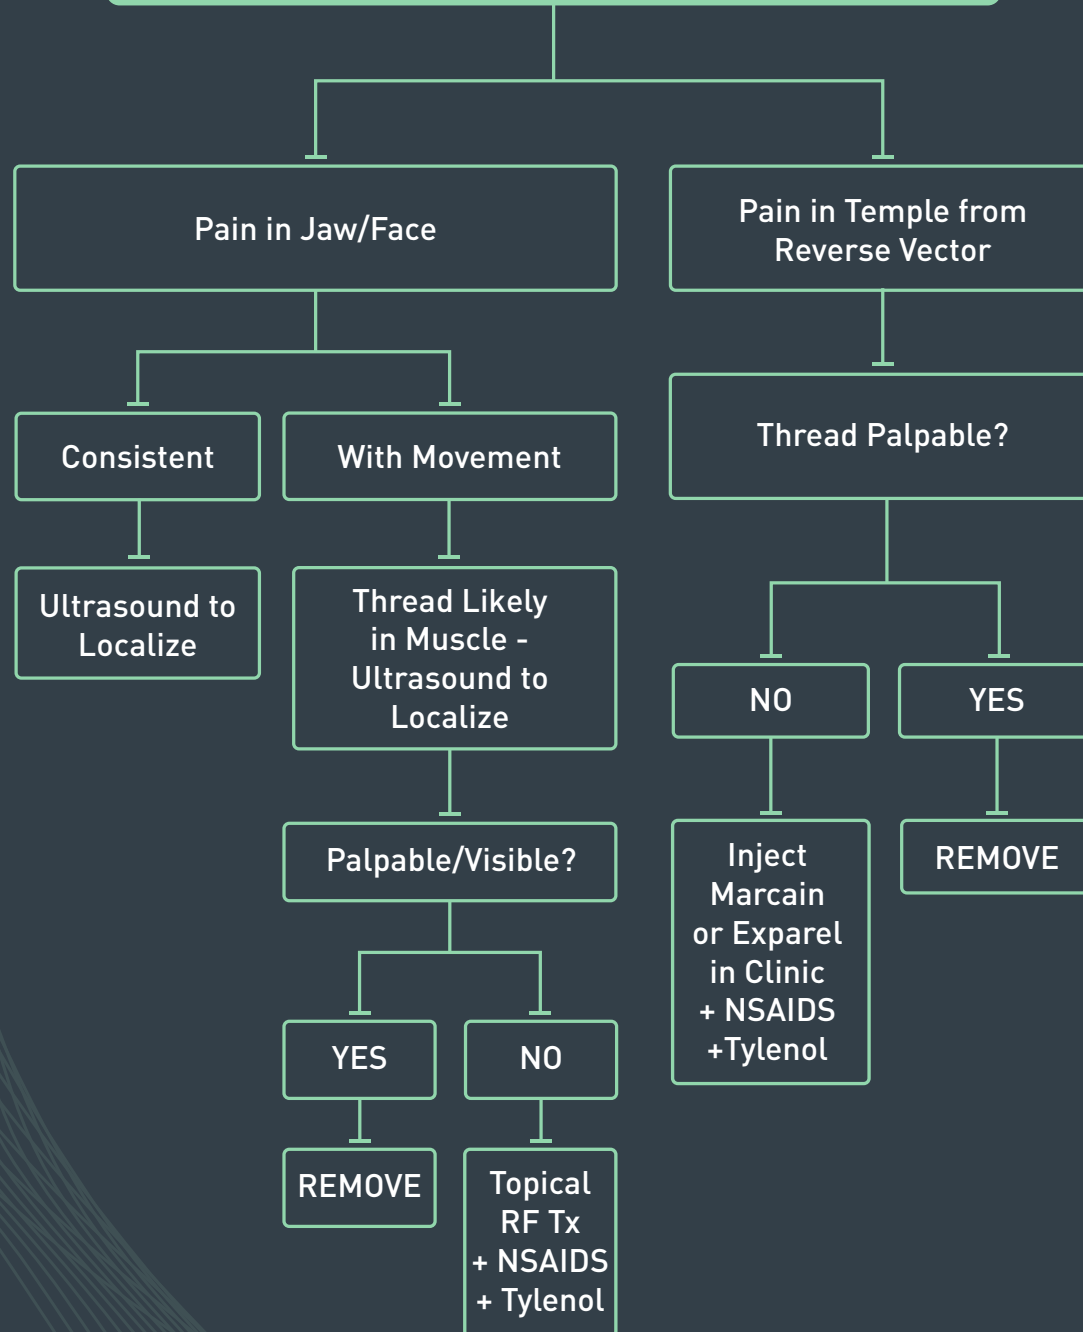 Pain in Jaw/Face
Pain in Temple from
Reverse Vector
Consistent
With Movement
Thread Palpable?
Ultrasound to
Localize
Thread Likely
in Muscle -
Ultrasound to
Localize
NO
YES
Palpable/Visible?
Inject
Marcain
or Exparel
in Clinic
+ NSAIDS
+Tylenol
REMOVE
YES
NO
REMOVE
Topical
RF Tx
+ NSAIDS
+ Tylenol